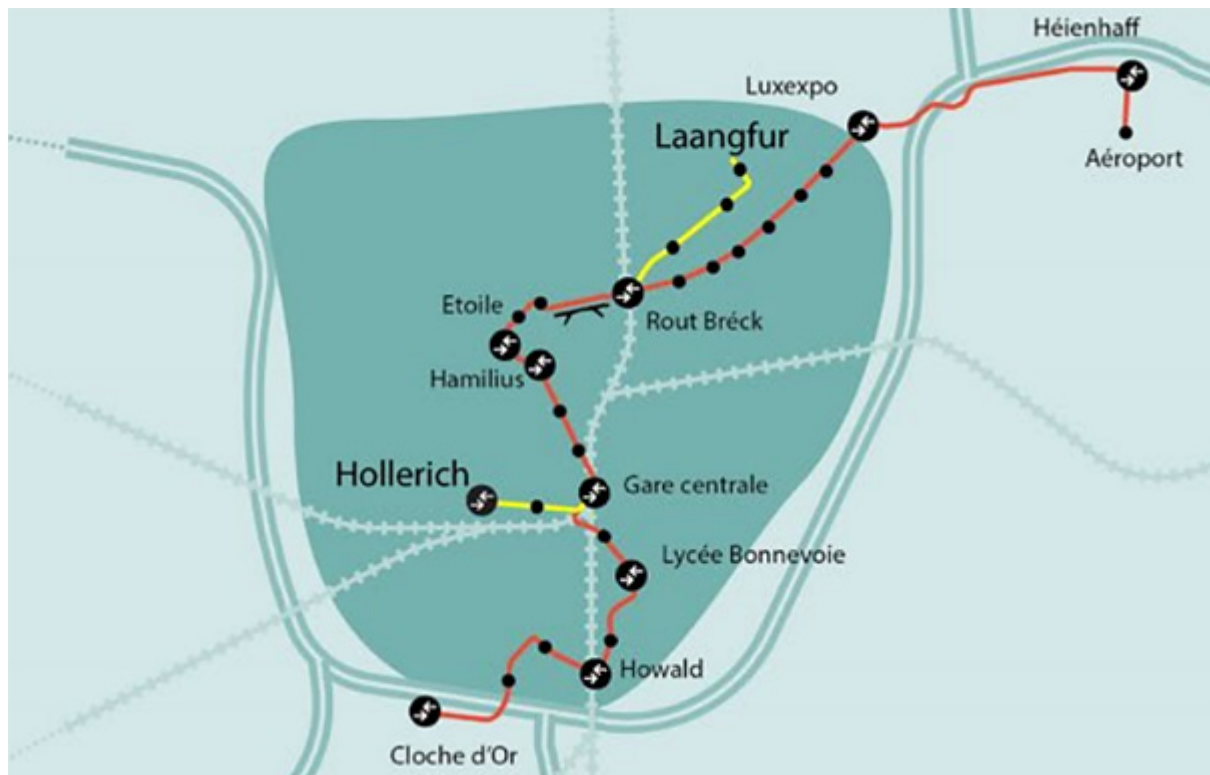 Héienhaff
Luxexpo
Laangfur
Aéroport
Etoile
Rout Bréck
Hamilius
Hollerich
Gare centrale
Lycée Bonnevoie
Howald
Cloche d'Or